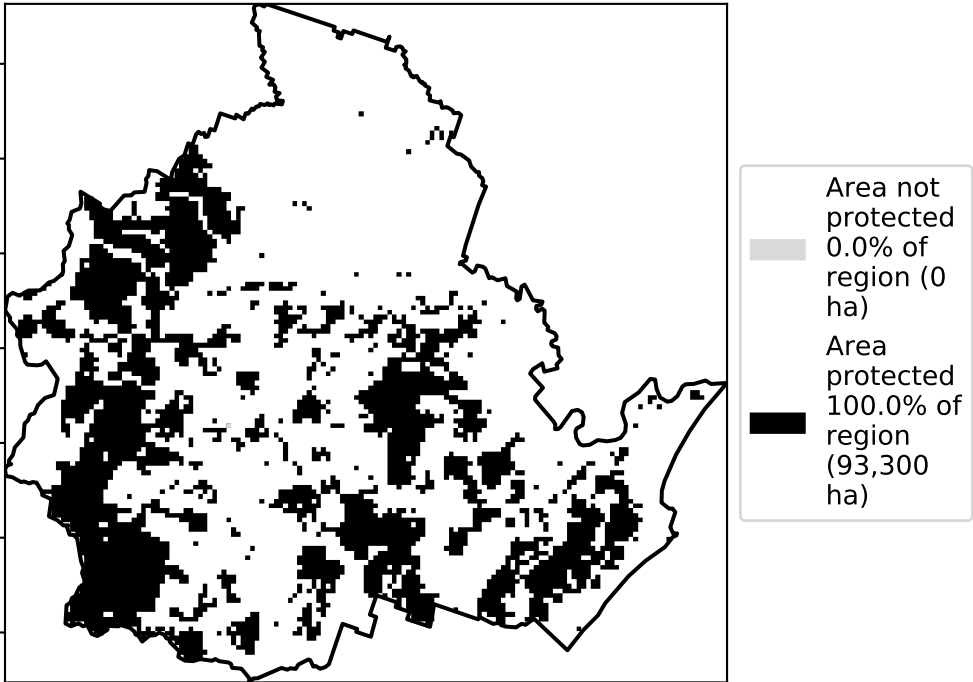 Area not
protected
0.0% of
region (0
ha)
Area
protected
100.0% of
region
(93,300
ha)